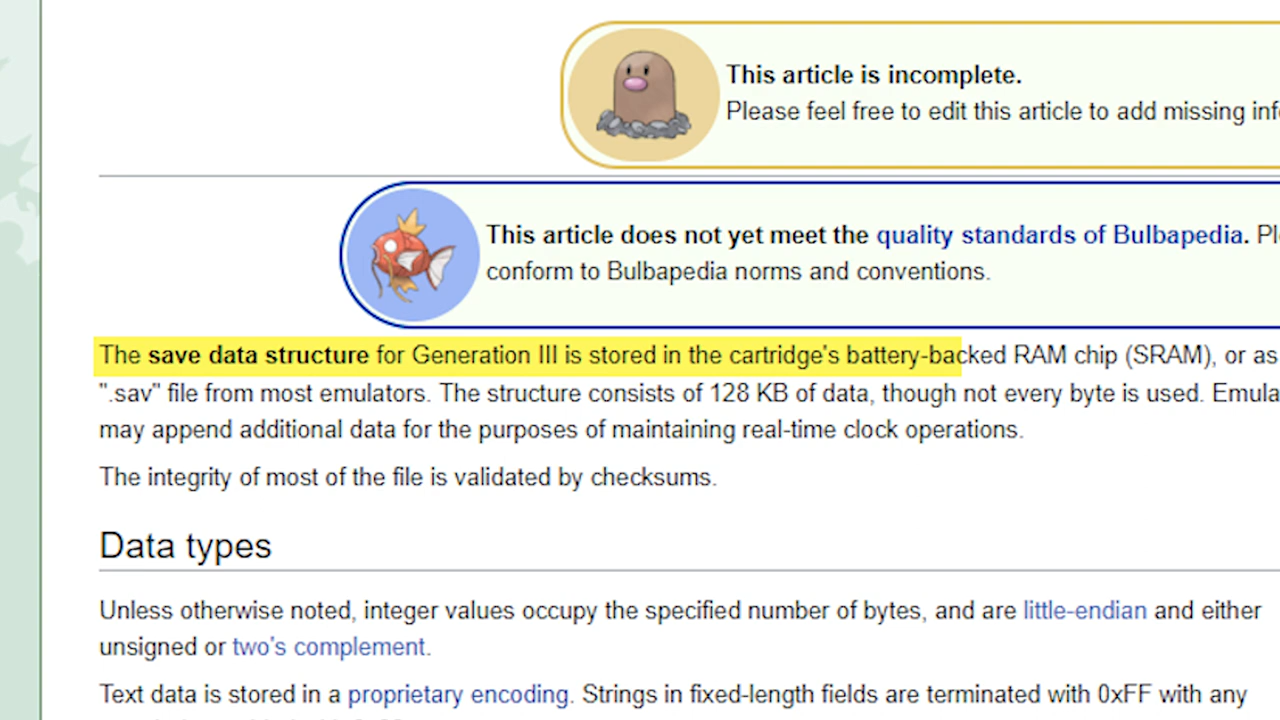 This article is incomplete.
Please feel free to edit this article to add missing
This article does not yet meet the quality standards of Bulbapedia.
conform to Bulbapedia norms and conventions.
The save data structure for Generation III is stored in the cartridge's battery-backed RAM chip (SRAM), or as
".sav" file from most emulators. The structure consists of 128 KB of data, though not every byte is used.
may append additional data for the purposes of maintaining real-time clock operations.
The integrity of most of the file is validated by checksums.
Data types
Unless otherwise noted, integer values occupy the specified number of bytes, and are little-endian and either
unsigned or two's complement.
Text data is stored in a proprietary encoding. Strings in fixed-length fields are terminated with 0xFF with any